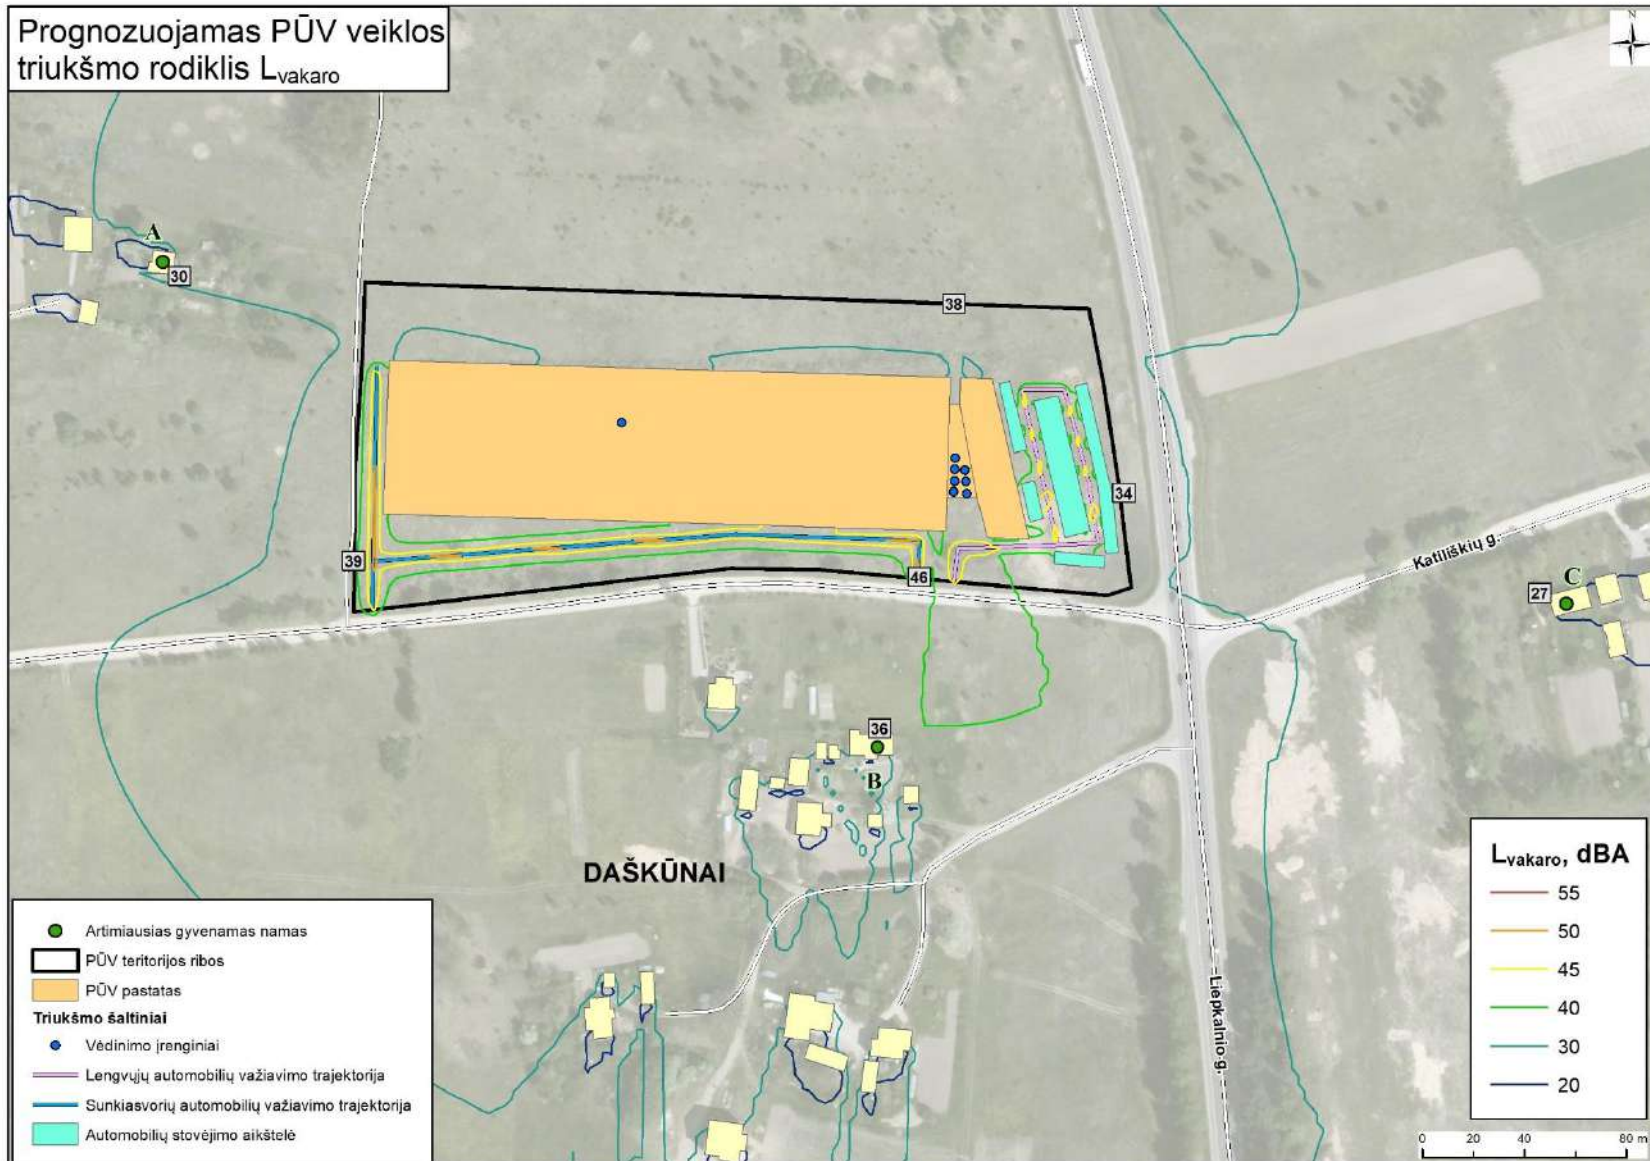 Prognozuojamas PŪV veiklos
triukšmo rodiklis Lvakaro
N
A
30
38
34
39
46
Katiliškių g.
27
C
36
B
DAŠKŪNAI
Liepkalnio g.
Artimiausias gyvenamas namas
PŪV teritorijos ribos
PŪV pastatas
Triukšmo šaltiniai
Vėdinimo įrenginiai
Lengvųjų automobilių važiavimo trajektorija
Sunkiasvorių automobilių važiavimo trajektorija
Automobilių stovėjimo aikštelė
Lvakaro, dBA
55
50
45
40
30
20
0 20 40 80 m